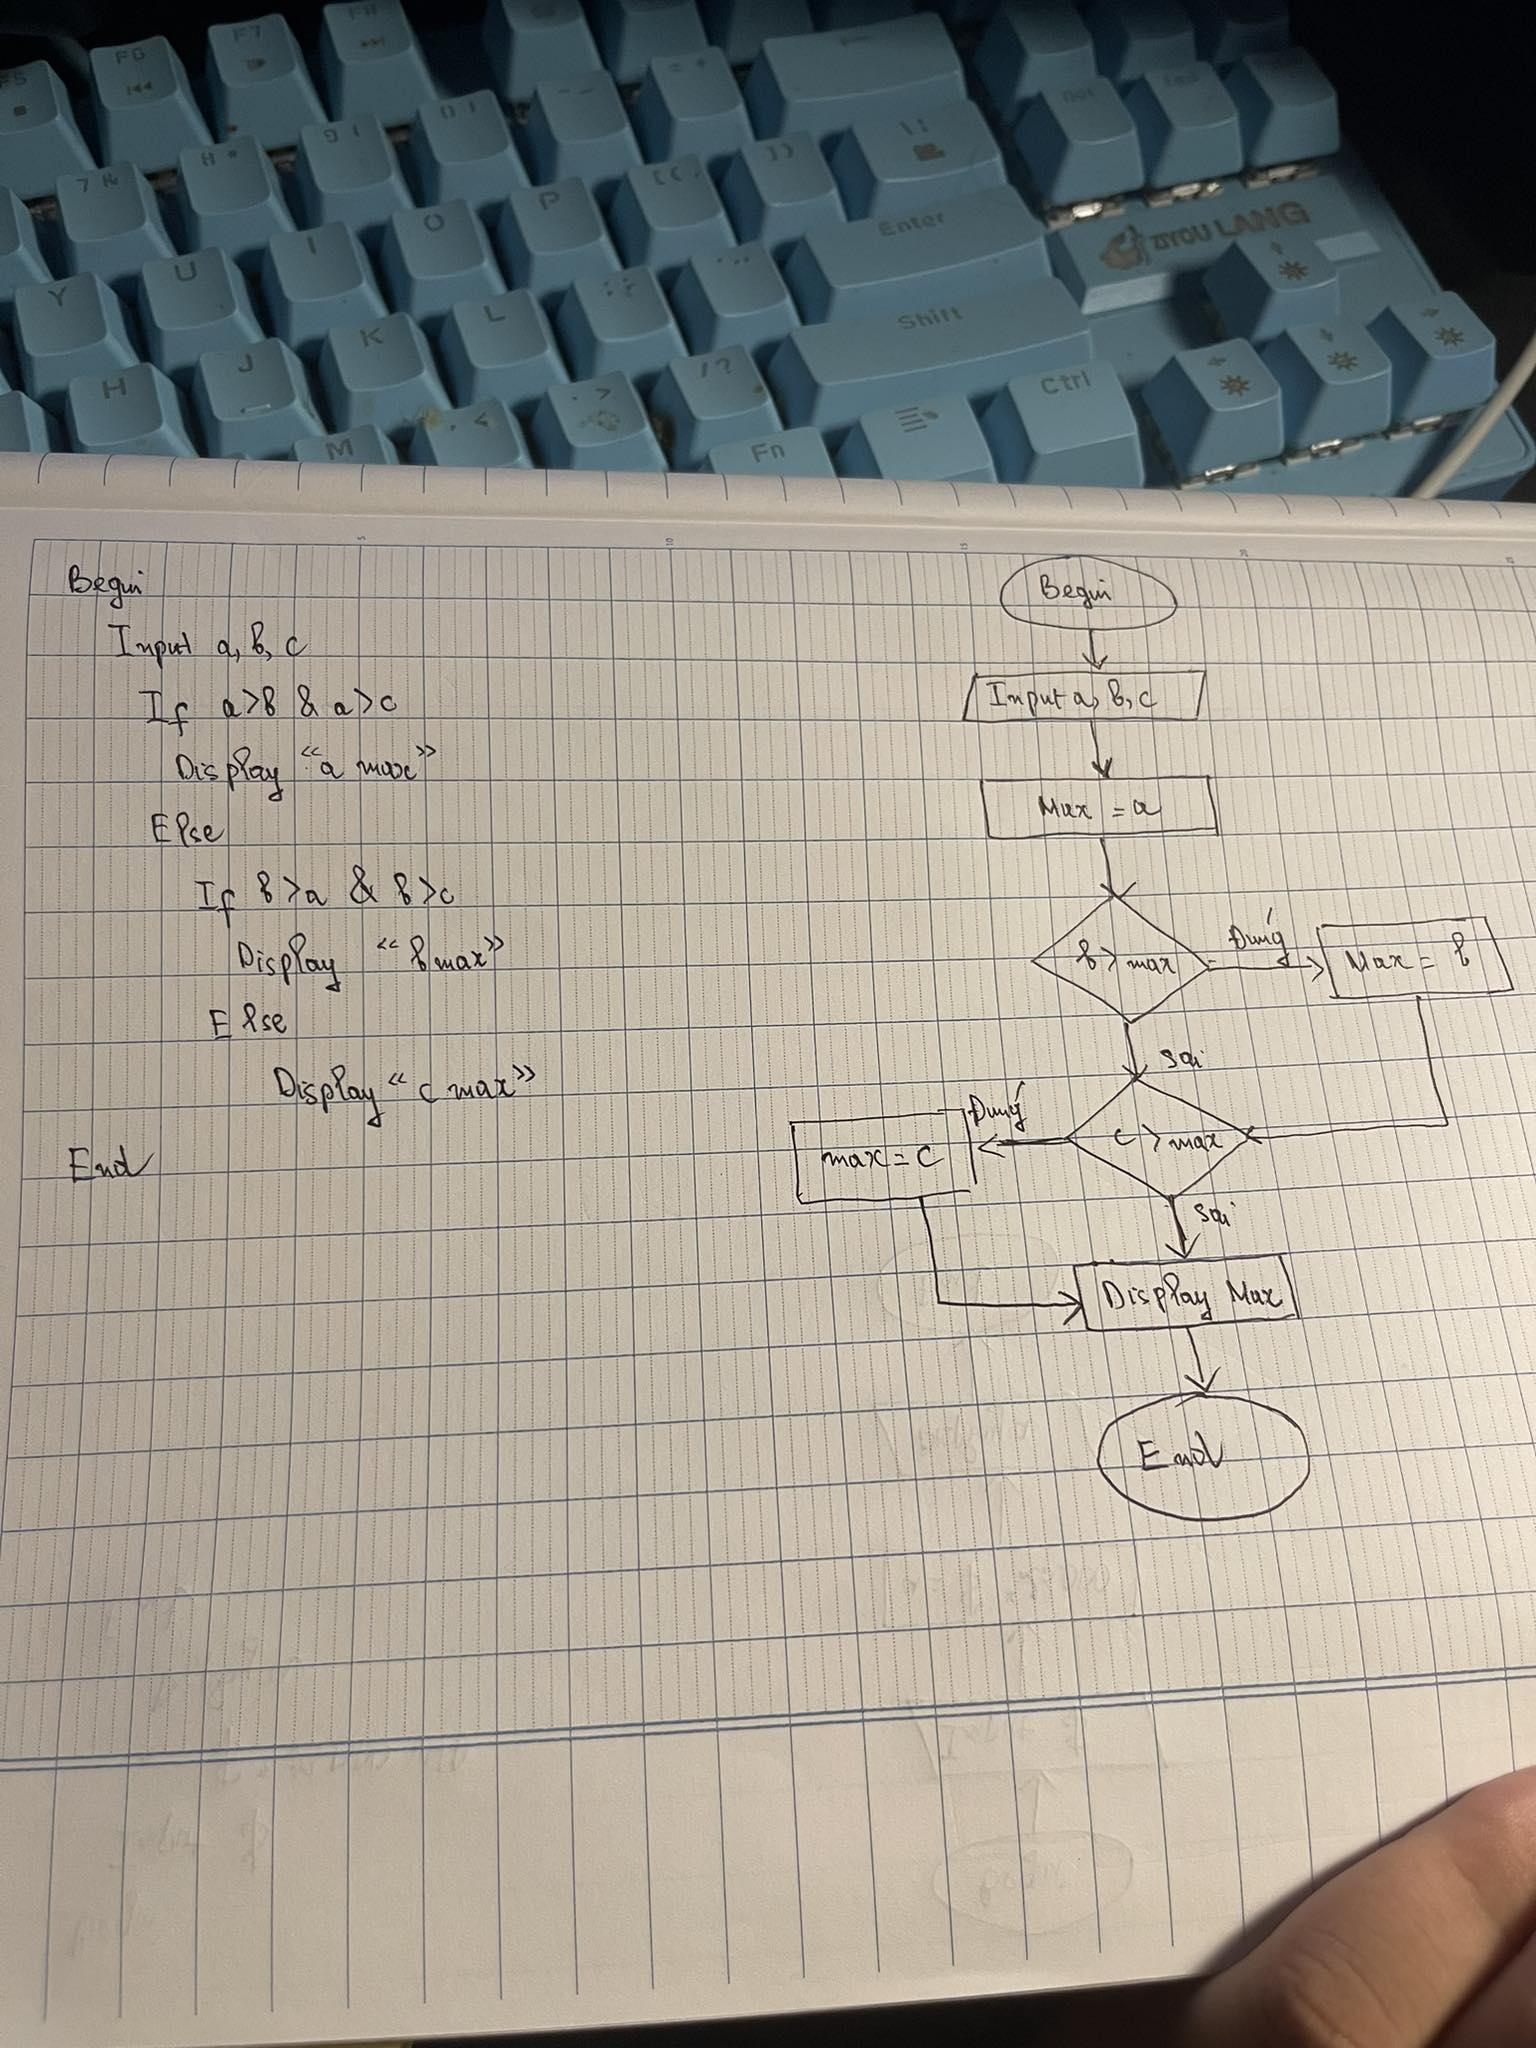 F5
F6
F7
F8
7
8 *
9 (
0 )
- _
= +
Y
U
I
O
P
[ {
] }
\ |
Enter
H
J
K
L
: ;
" '
Shift
ZIYOU LANG
M
, <
. >
/ ?
Fn
Ctrl
Begin
Input a, b, c
If a>b & a>c
Display "a max"
Else
If b>a & b>c
Display "b max"
Else
Display "c max"
End
Begin
Input a, b, c
Max = a
b > max
Đúng
Max = b
Sai
c > max
Đúng
max = c
Sai
Display Max
End